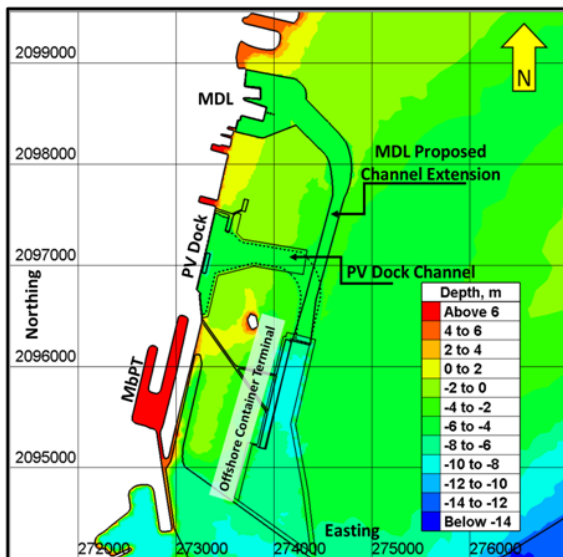 2099000
N
MDL
2098000
MDL Proposed
Channel Extension
PV Dock
2097000
PV Dock Channel
Northing
Depth, m
Above 6
4 to 6
2 to 4
0 to 2
-2 to 0
-4 to -2
-6 to -4
-8 to -6
-10 to -8
-12 to -10
-14 to -12
Below -14
2096000
MbPT
Offshore Container Terminal
2095000
Easting
272000
273000
274000
275000
276000